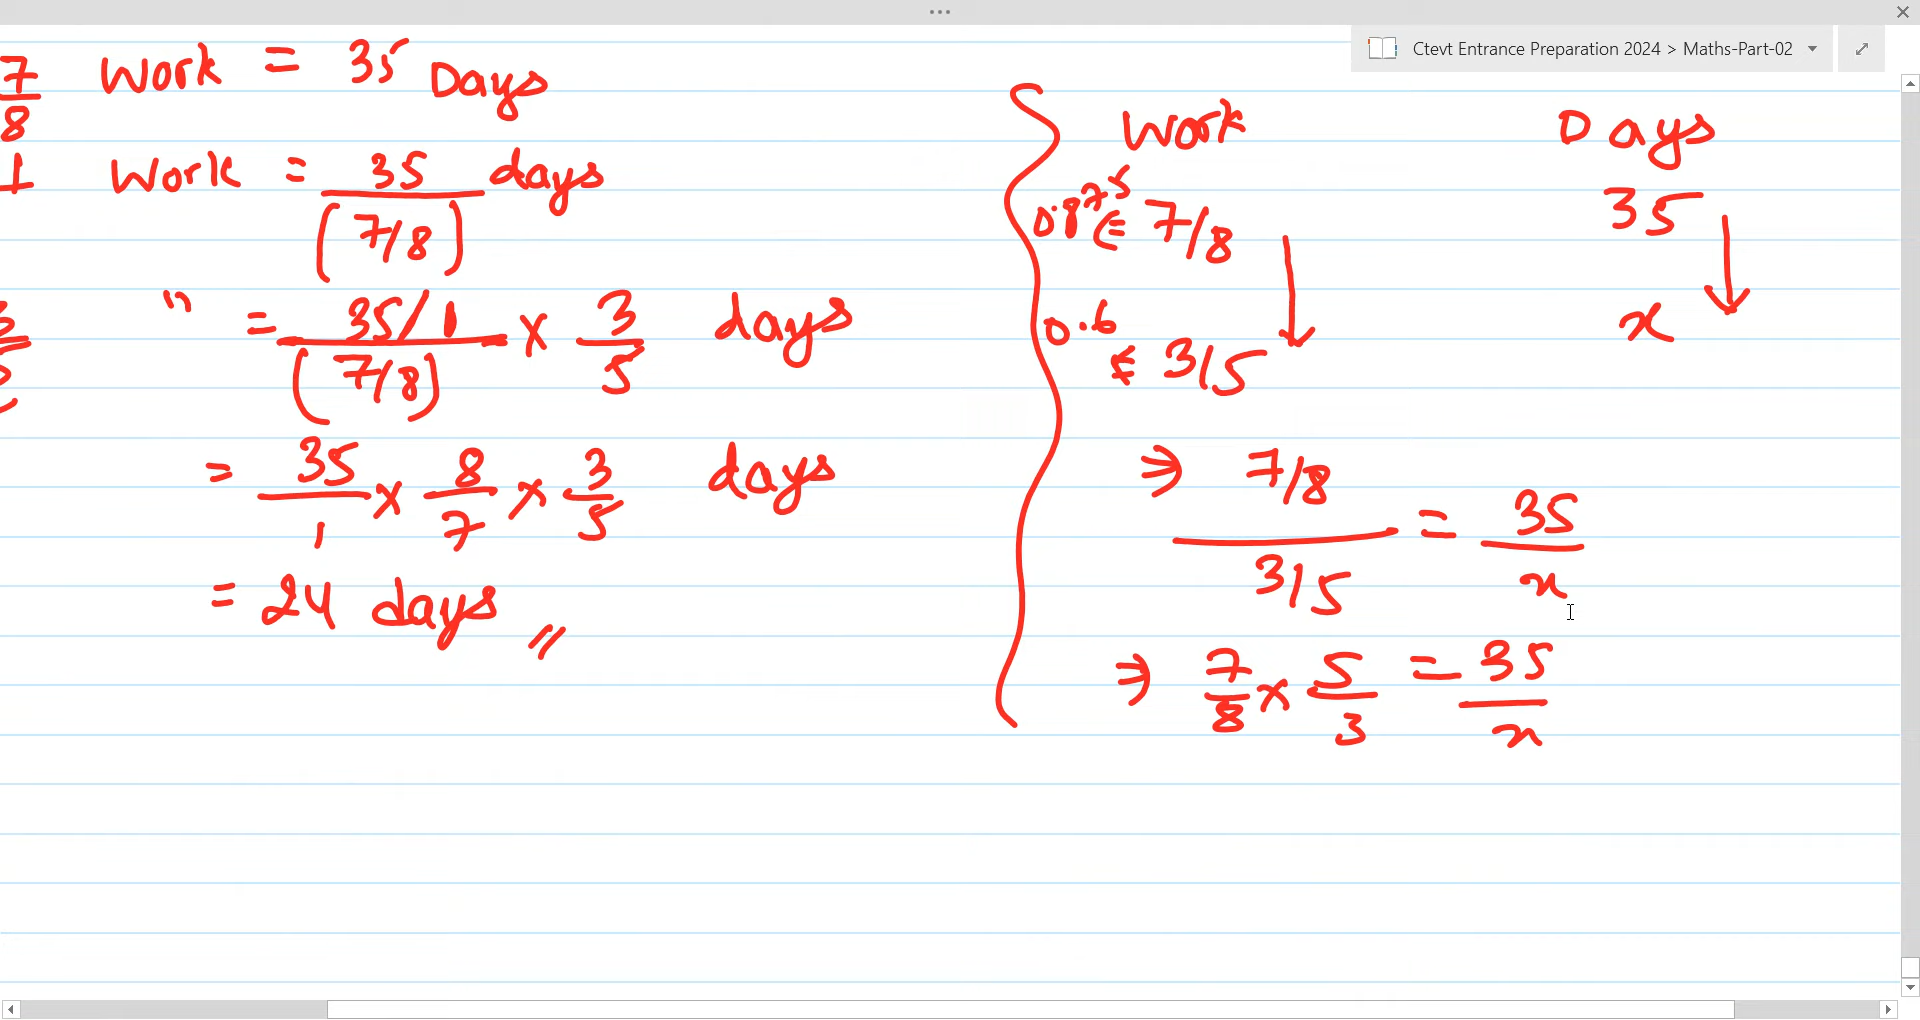 Ctevt Entrance Preparation 2024 > Maths-Part-02
7/8 Work = 35 Days
1 Work = 35/(7/8) days
" = (35/1)/(7/8) × 3/5 days
= 35/1 × 8/7 × 3/5 days
= 24 days //
Work Days
0.875 ⇐ 7/8 35
0.6 ⇐ 3/5 x
⇒ (7/8)/(3/5) = 35/x
⇒ 7/8 × 5/3 = 35/x